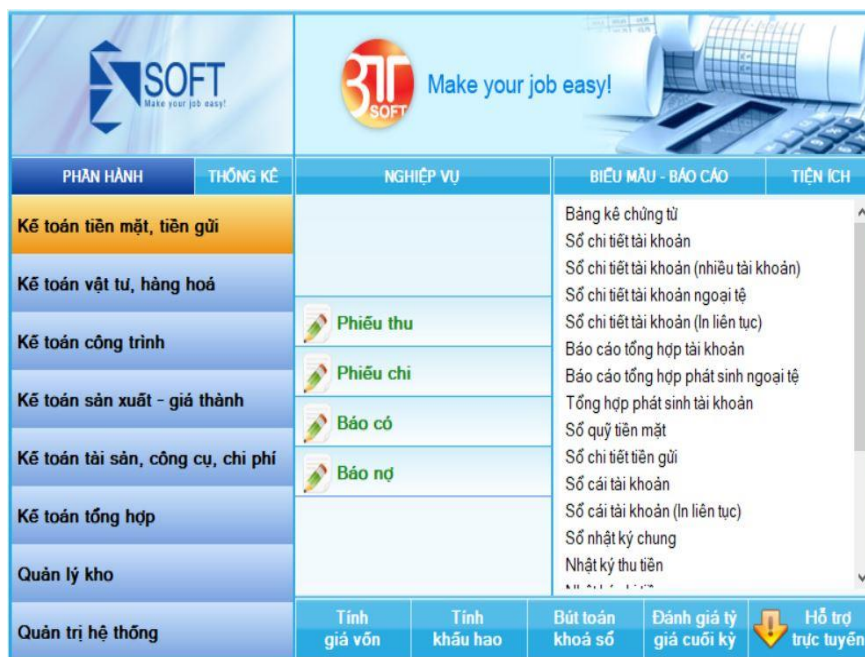 SOFT
Make your job easy!
3T
SOFT
Make your job easy!
PHÂN HÀNH
THỐNG KÊ
NGHIỆP VỤ
BIỂU MẪU - BÁO CÁO
TIỆN ÍCH
Kế toán tiền mặt, tiền gửi
Kế toán vật tư, hàng hoá
Kế toán công trình
Kế toán sản xuất - giá thành
Kế toán tài sản, công cụ, chi phí
Kế toán tổng hợp
Quản lý kho
Quản trị hệ thống
Phiếu thu
Phiếu chi
Báo có
Báo nợ
Bảng kê chứng từ
Sổ chi tiết tài khoản
Sổ chi tiết tài khoản (nhiều tài khoản)
Sổ chi tiết tài khoản ngoại tệ
Sổ chi tiết tài khoản (In liên tục)
Báo cáo tổng hợp tài khoản
Báo cáo tổng hợp phát sinh ngoại tệ
Tổng hợp phát sinh tài khoản
Sổ quỹ tiền mặt
Sổ chi tiết tiền gửi
Sổ cái tài khoản
Sổ cái tài khoản (In liên tục)
Sổ nhật ký chung
Nhật ký thu tiền
Tính
giá vốn
Tính
khấu hao
Bút toán
khoá sổ
Đánh giá tỷ
giá cuối kỳ
Hỗ trợ
trực tuyến